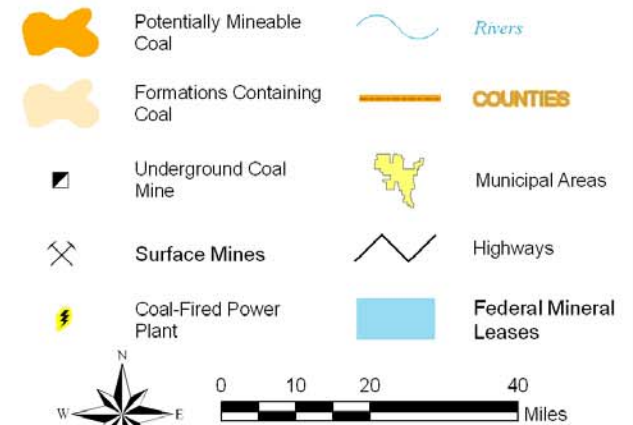 Potentially Mineable
Coal
Rivers
Formations Containing
Coal
COUNTIES
Underground Coal
Mine
Municipal Areas
Surface Mines
Highways
Coal-Fired Power
Plant
Federal Mineral
Leases
N
W
E
0 10 20 40
Miles